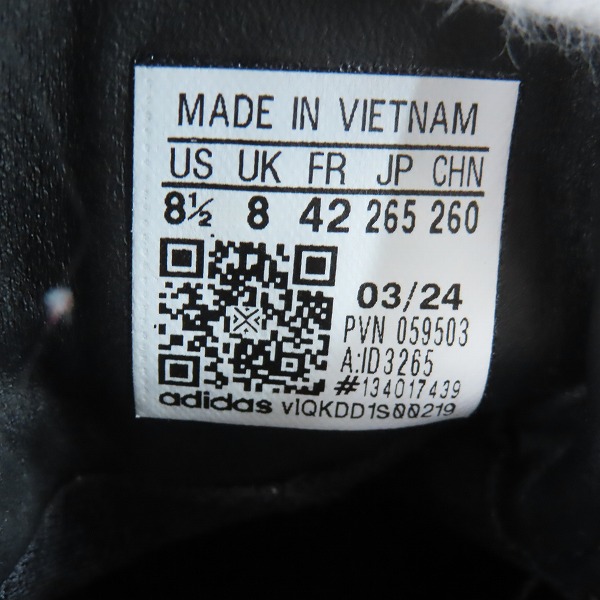 MADE IN VIETNAM
US UK FR JP CHN
8½ 8 42 265 260
03/24
PVN 059503
A:ID3265
#134017439
adidas vIQKDD1S00219